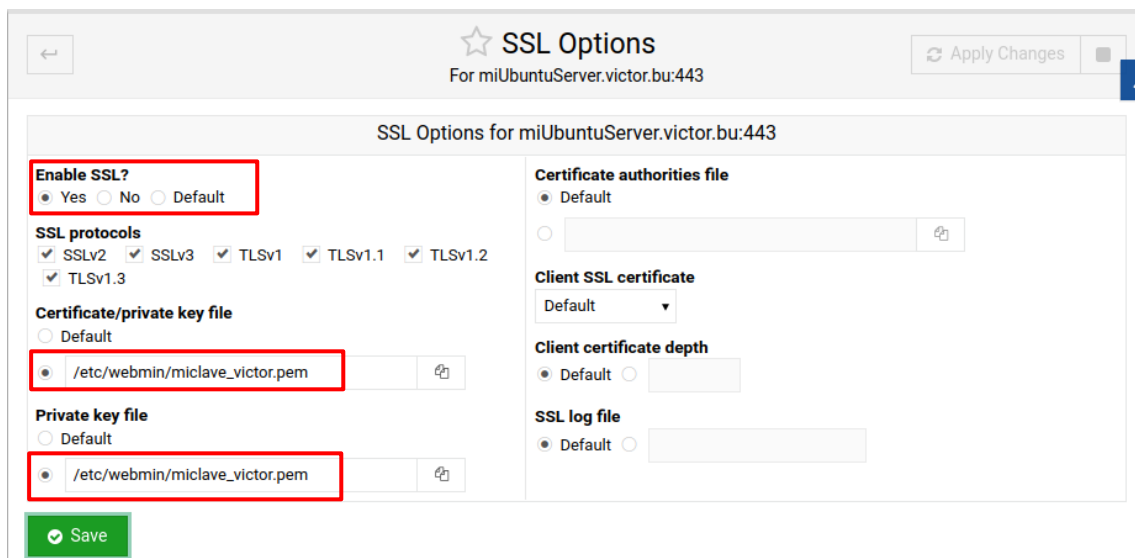 SSL Options
For miUbuntuServer.victor.bu:443
Apply Changes
SSL Options for miUbuntuServer.victor.bu:443
Enable SSL?
Yes No Default
SSL protocols
SSLv2 SSLv3 TLSv1 TLSv1.1 TLSv1.2
TLSv1.3
Certificate/private key file
Default
/etc/webmin/miclave_victor.pem
Private key file
Default
/etc/webmin/miclave_victor.pem
Certificate authorities file
Default
Client SSL certificate
Default
Client certificate depth
Default
SSL log file
Default
Save